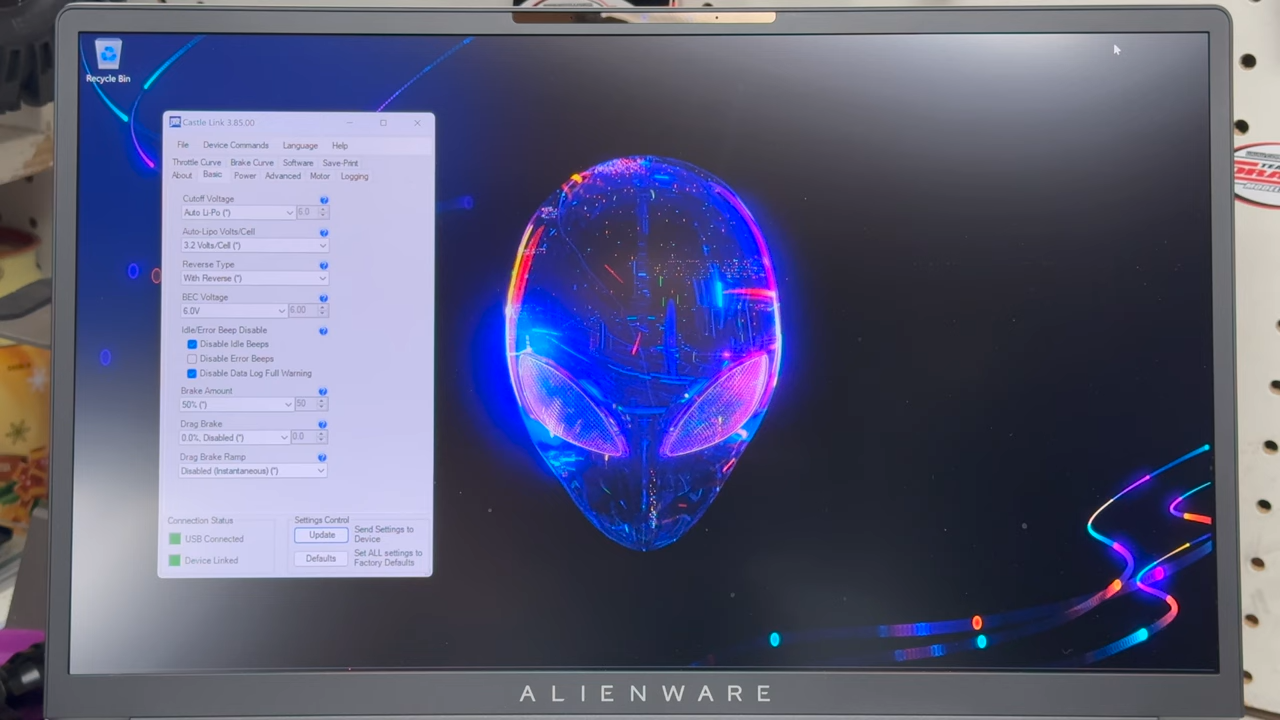 Recycle Bin
Castle Link 3.85.00
File Device Commands Language Help
Throttle Curve Brake Curve Software Save-Print
About Basic Power Advanced Motor Logging
Cutoff Voltage
Auto Li-Po (*) 6.0
Auto-Lipo Volts/Cell
3.2 Volts/Cell (*)
Reverse Type
With Reverse (*)
BEC Voltage
6.0V 6.00
Idle/Error Beep Disable
Disable Idle Beeps
Disable Error Beeps
Disable Data Log Full Warning
Brake Amount
50% (*) 50
Drag Brake
0.0%, Disabled (*) 0.0
Drag Brake Ramp
Disabled (Instantaneous) (*)
Connection Status
USB Connected
Device Linked
Settings Control
Update Send Settings to Device
Defaults Set ALL settings to Factory Defaults
ALIENWARE